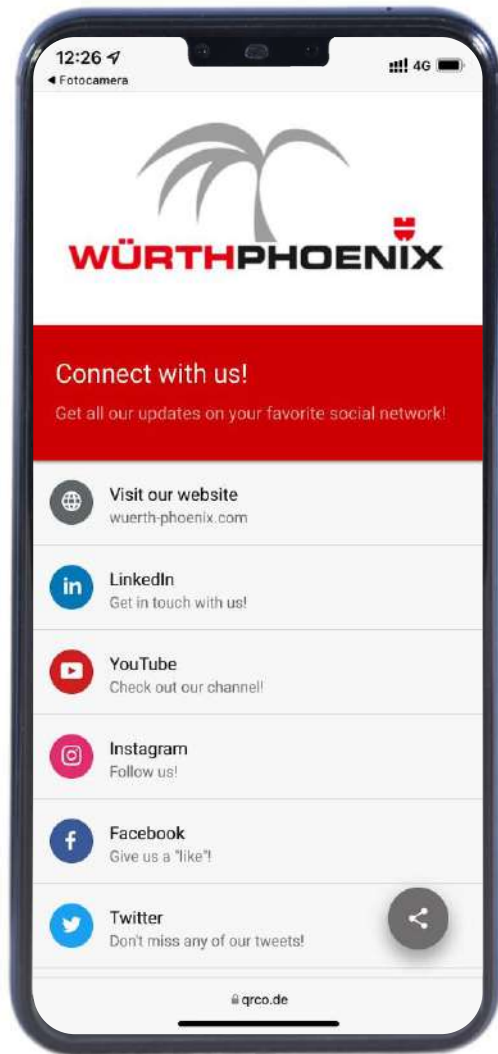 12:26
4G
◀ Fotocamera
WÜRTHPHOENIX
Connect with us!
Get all our updates on your favorite social network!
Visit our website
wuerth-phoenix.com
in
LinkedIn
Get in touch with us!
YouTube
Check out our channel!
Instagram
Follow us!
f
Facebook
Give us a "like"!
Twitter
Don't miss any of our tweets!
qrco.de